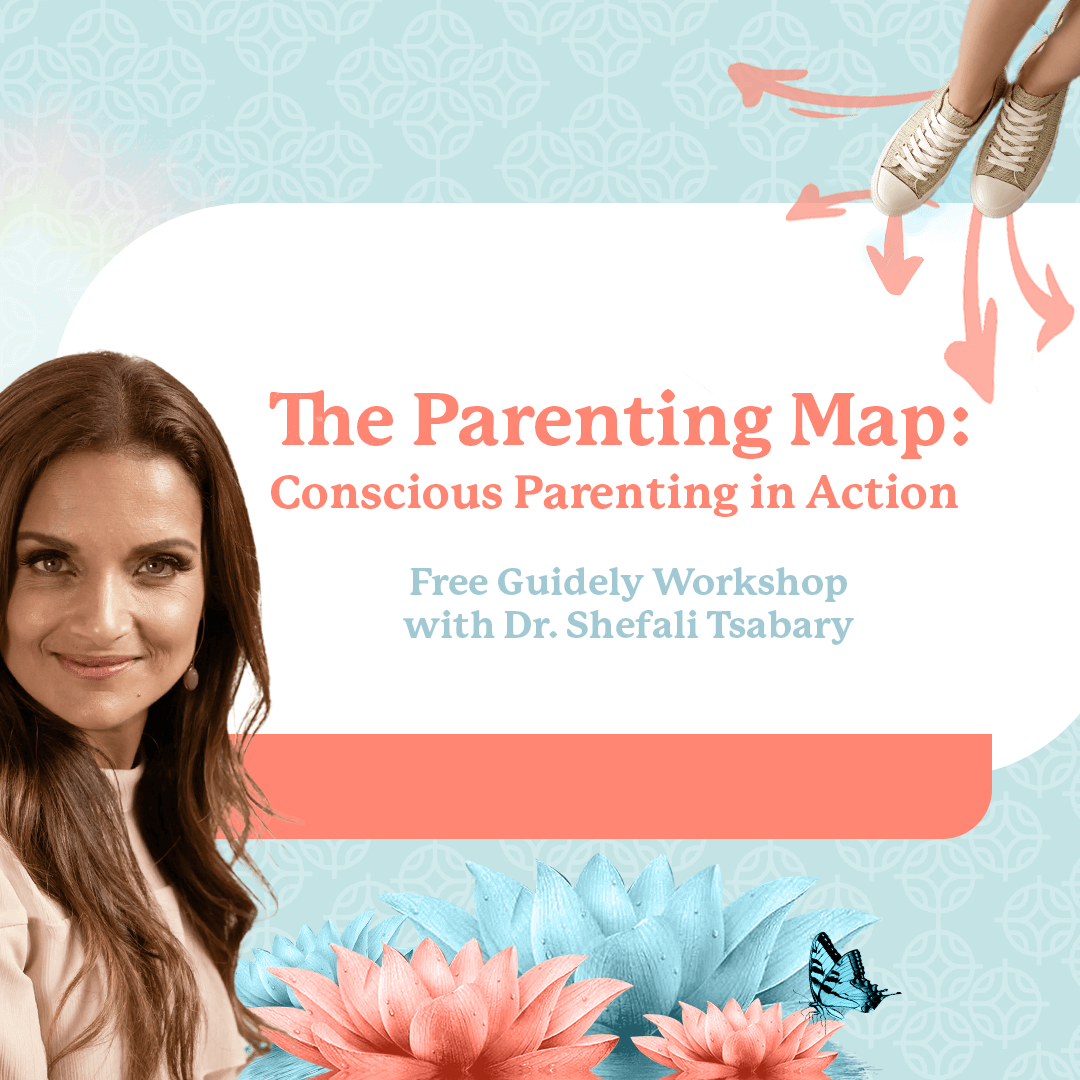 The Parenting Map:
Conscious Parenting in Action
Free Guidely Workshop
with Dr. Shefali Tsabary